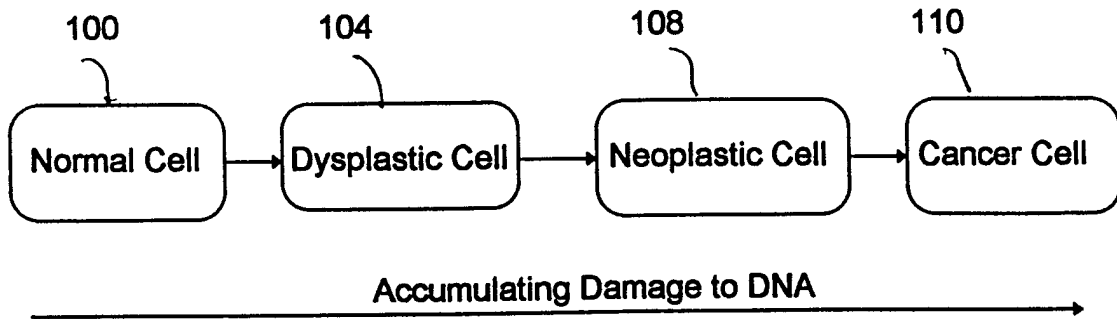 100 104 108 110
Normal Cell Dysplastic Cell Neoplastic Cell Cancer Cell
Accumulating Damage to DNA